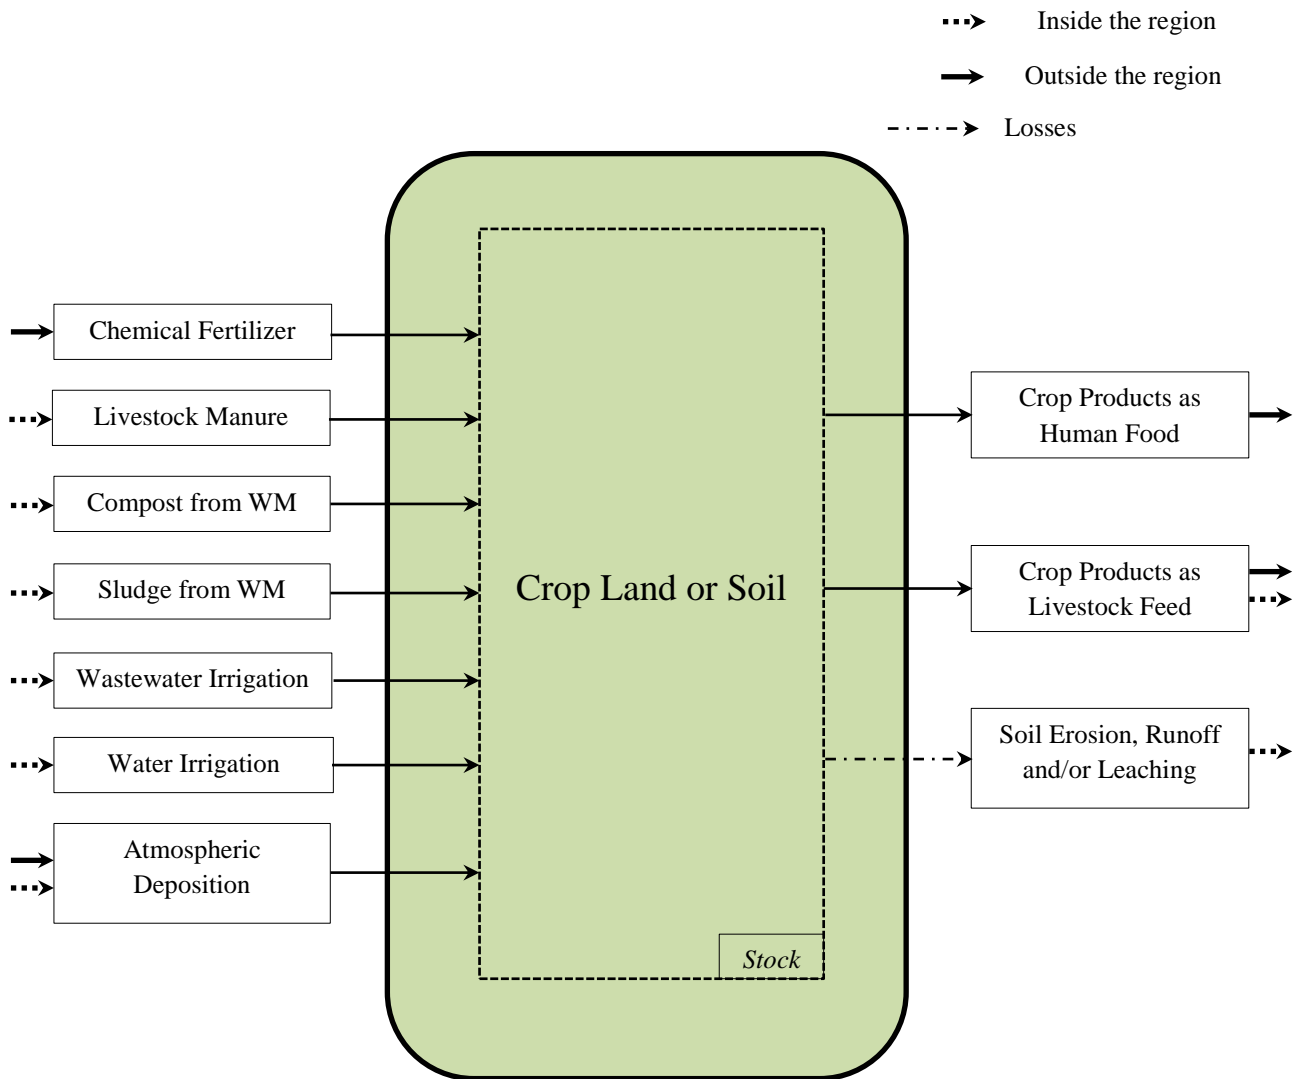 Inside the region
Outside the region
Losses
Chemical Fertilizer
Livestock Manure
Compost from WM
Sludge from WM
Wastewater Irrigation
Water Irrigation
Atmospheric
Deposition
Crop Land or Soil
Stock
Crop Products as
Human Food
Crop Products as
Livestock Feed
Soil Erosion, Runoff
and/or Leaching